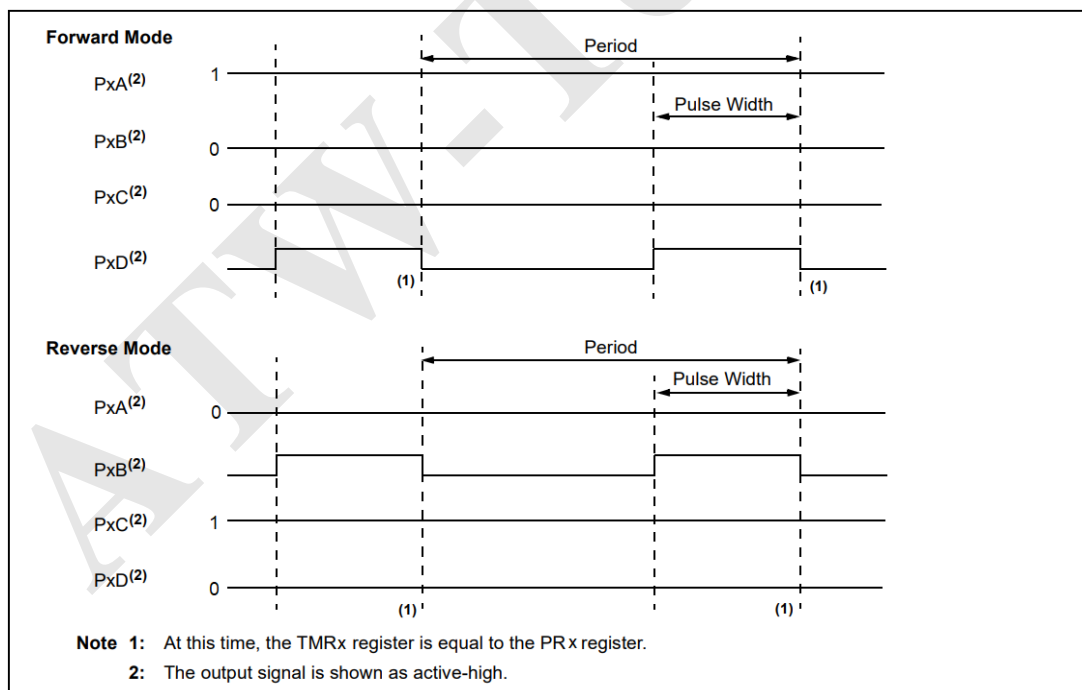 Forward Mode
Period
PxA(2)
1
Pulse Width
PxB(2)
0
PxC(2)
0
PxD(2)
(1)
(1)
Reverse Mode
Period
Pulse Width
PxA(2)
0
PxB(2)
PxC(2)
1
PxD(2)
0
(1)
(1)
Note 1: At this time, the TMRx register is equal to the PRx register.
2: The output signal is shown as active-high.